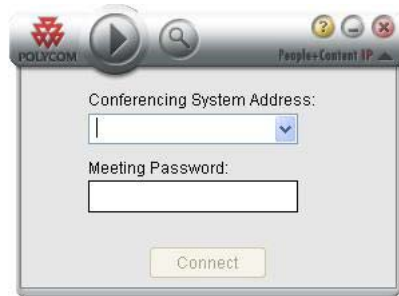 ?
POLYCOM
People+Content IP
Conferencing System Address:
Meeting Password:
Connect